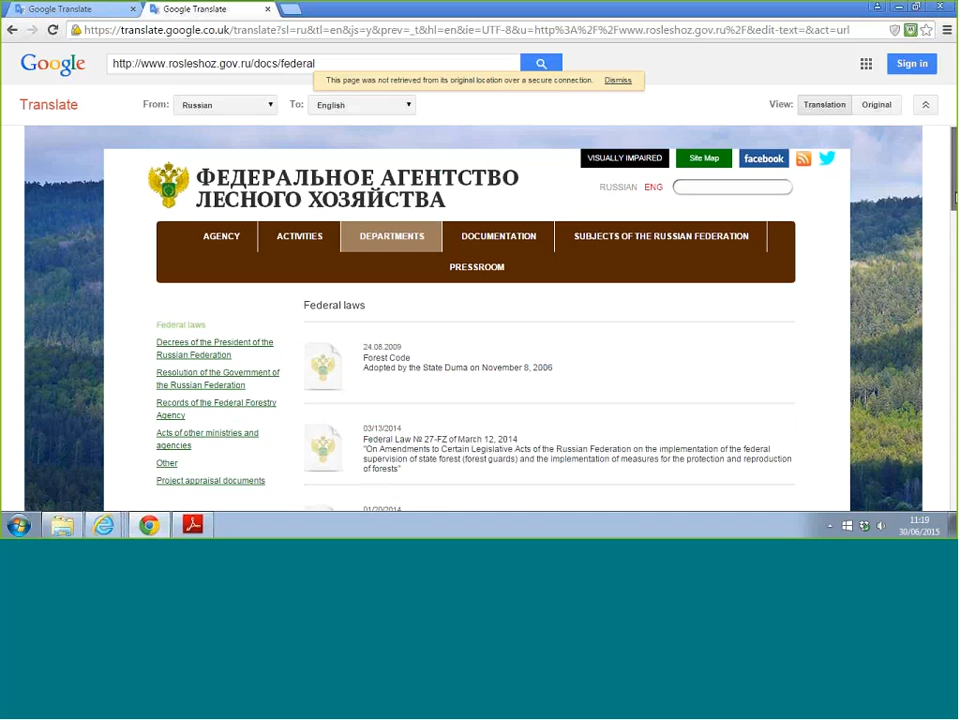 Google Translate
Google Translate
https://translate.google.co.uk/translate?sl=ru&tl=en&js=y&prev=_t&hl=en&ie=UTF-8&u=http%3A%2F%2Fwww.rosleshoz.gov.ru%2F&edit-text=&act=url
Google
http://www.rosleshoz.gov.ru/docs/federal
Sign in
This page was not retrieved from its original location over a secure connection. Dismiss
Translate
From: Russian
To: English
View: Translation Original
VISUALLY IMPAIRED
Site Map
facebook
ФЕДЕРАЛЬНОЕ АГЕНТСТВО
ЛЕСНОГО ХОЗЯЙСТВА
RUSSIAN ENG
AGENCY
ACTIVITIES
DEPARTMENTS
DOCUMENTATION
SUBJECTS OF THE RUSSIAN FEDERATION
PRESSROOM
Federal laws
Federal laws
Decrees of the President of the
Russian Federation
Resolution of the Government of
the Russian Federation
Records of the Federal Forestry
Agency
Acts of other ministries and
agencies
Other
Project appraisal documents
24.08.2009
Forest Code
Adopted by the State Duma on November 8, 2006
03/13/2014
Federal Law № 27-FZ of March 12, 2014
"On Amendments to Certain Legislative Acts of the Russian Federation on the implementation of the federal
supervision of state forest (forest guards) and the implementation of measures for the protection and reproduction
of forests"
11:19
30/06/2015